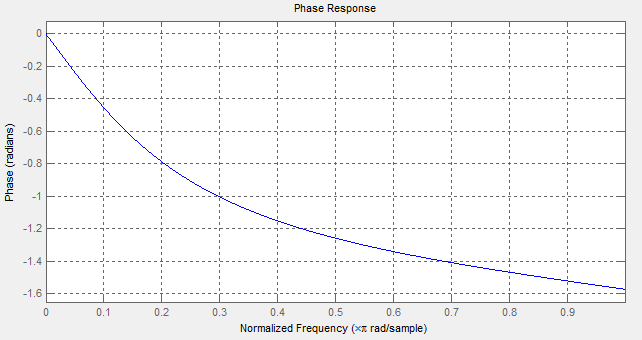 Phase Response
0
-0.2
-0.4
-0.6
-0.8
-1
-1.2
-1.4
-1.6
Phase (radians)
0 0.1 0.2 0.3 0.4 0.5 0.6 0.7 0.8 0.9
Normalized Frequency (×π rad/sample)